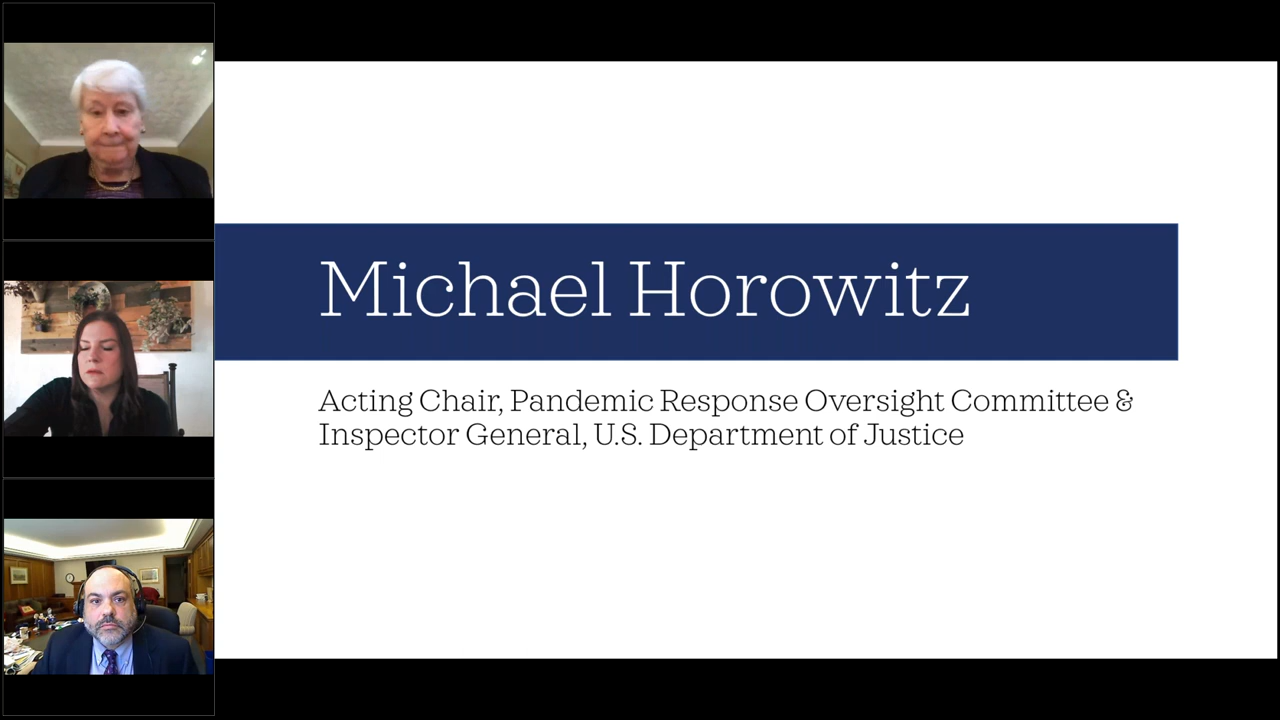 Michael Horowitz
Acting Chair, Pandemic Response Oversight Committee &
Inspector General, U.S. Department of Justice